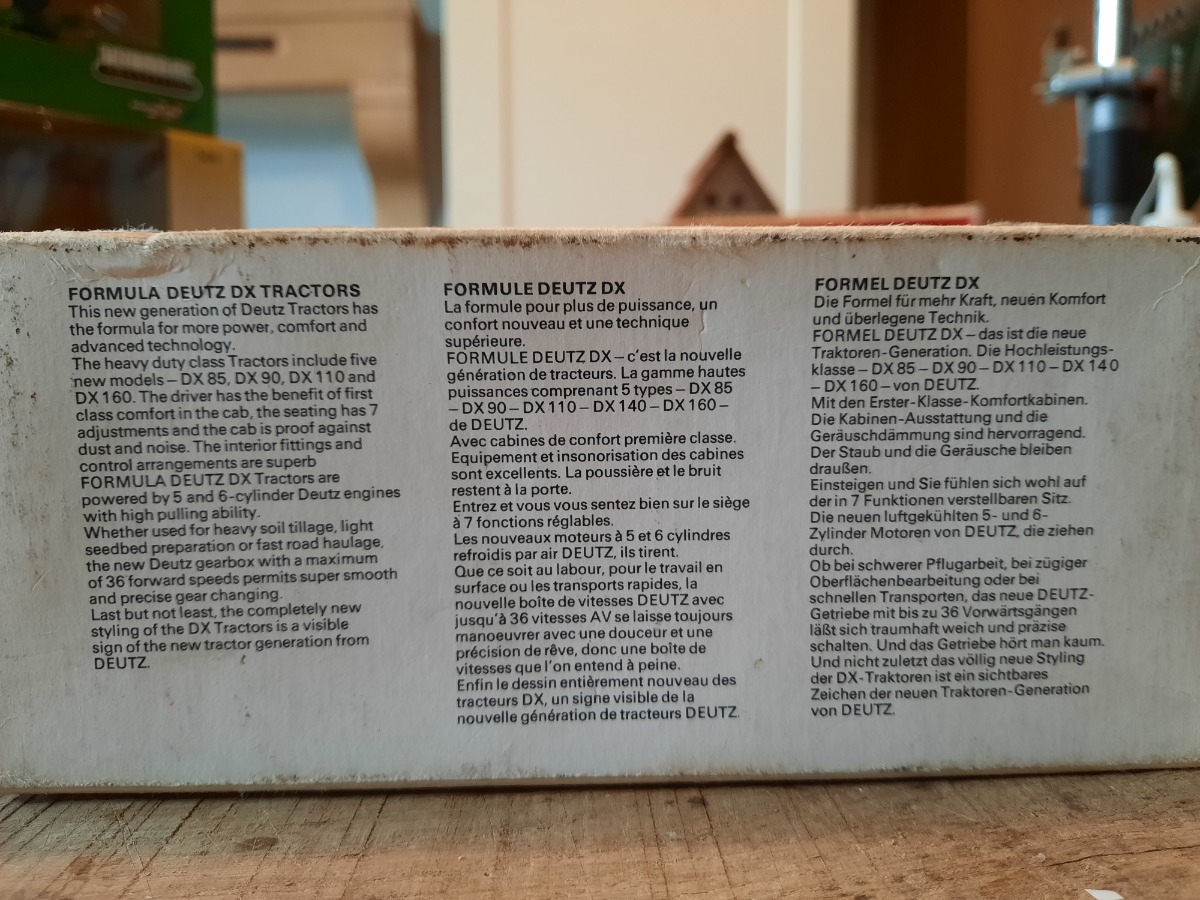 FORMULA DEUTZ DX TRACTORS
This new generation of Deutz Tractors has
the formula for more power, comfort and
advanced technology.
The heavy duty class Tractors include five
new models – DX 85, DX 90, DX 110 and
DX 160. The driver has the benefit of first
class comfort in the cab, the seating has 7
adjustments and the cab is proof against
dust and noise. The interior fittings and
control arrangements are superb
FORMULA DEUTZ DX Tractors are
powered by 5 and 6-cylinder Deutz engines
with high pulling ability.
Whether used for heavy soil tillage, light
seedbed preparation or fast road haulage,
the new Deutz gearbox with a maximum
of 36 forward speeds permits super smooth
and precise gear changing.
Last but not least, the completely new
styling of the DX Tractors is a visible
sign of the new tractor generation from
DEUTZ.
FORMULE DEUTZ DX
La formule pour plus de puissance, un
confort nouveau et une technique
supérieure.
FORMULE DEUTZ DX – c'est la nouvelle
génération de tracteurs. La gamme hautes
puissances comprenant 5 types – DX 85
– DX 90 – DX 110 – DX 140 – DX 160 –
de DEUTZ.
Avec cabines de confort première classe.
Equipement et insonorisation des cabines
sont excellents. La poussière et le bruit
restent à la porte.
Entrez et vous vous sentez bien sur le siège
à 7 fonctions réglables.
Les nouveaux moteurs à 5 et 6 cylindres
refroidis par air DEUTZ, ils tirent.
Que ce soit au labour, pour le travail en
surface ou les transports rapides, la
nouvelle boîte de vitesses DEUTZ avec
jusqu'à 36 vitesses AV se laisse toujours
manoeuvrer avec une douceur et une
précision de rêve, donc une boîte de
vitesses que l'on entend à peine.
Enfin le dessin entièrement nouveau des
tracteurs DX, un signe visible de la
nouvelle génération de tracteurs DEUTZ.
FORMEL DEUTZ DX
Die Formel für mehr Kraft, neuen Komfort
und überlegene Technik.
FORMEL DEUTZ DX – das ist die neue
Traktoren-Generation. Die Hochleistungs-
klasse – DX 85 – DX 90 – DX 110 – DX 140
– DX 160 – von DEUTZ.
Mit den Erster-Klasse-Komfortkabinen.
Die Kabinen-Ausstattung und die
Geräuschdämmung sind hervorragend.
Der Staub und die Geräusche bleiben
draußen.
Einsteigen und Sie fühlen sich wohl auf
der in 7 Funktionen verstellbaren Sitz.
Die neuen luftgekühlten 5- und 6-
Zylinder Motoren von DEUTZ, die ziehen
durch.
Ob bei schwerer Pflugarbeit, bei zügiger
Oberflächenbearbeitung oder bei
schnellen Transporten, das neue DEUTZ-
Getriebe mit bis zu 36 Vorwärtsgängen
läßt sich traumhaft weich und präzise
schalten. Und das Getriebe hört man kaum.
Und nicht zuletzt das völlig neue Styling
der DX-Traktoren ist ein sichtbares
Zeichen der neuen Traktoren-Generation
von DEUTZ.